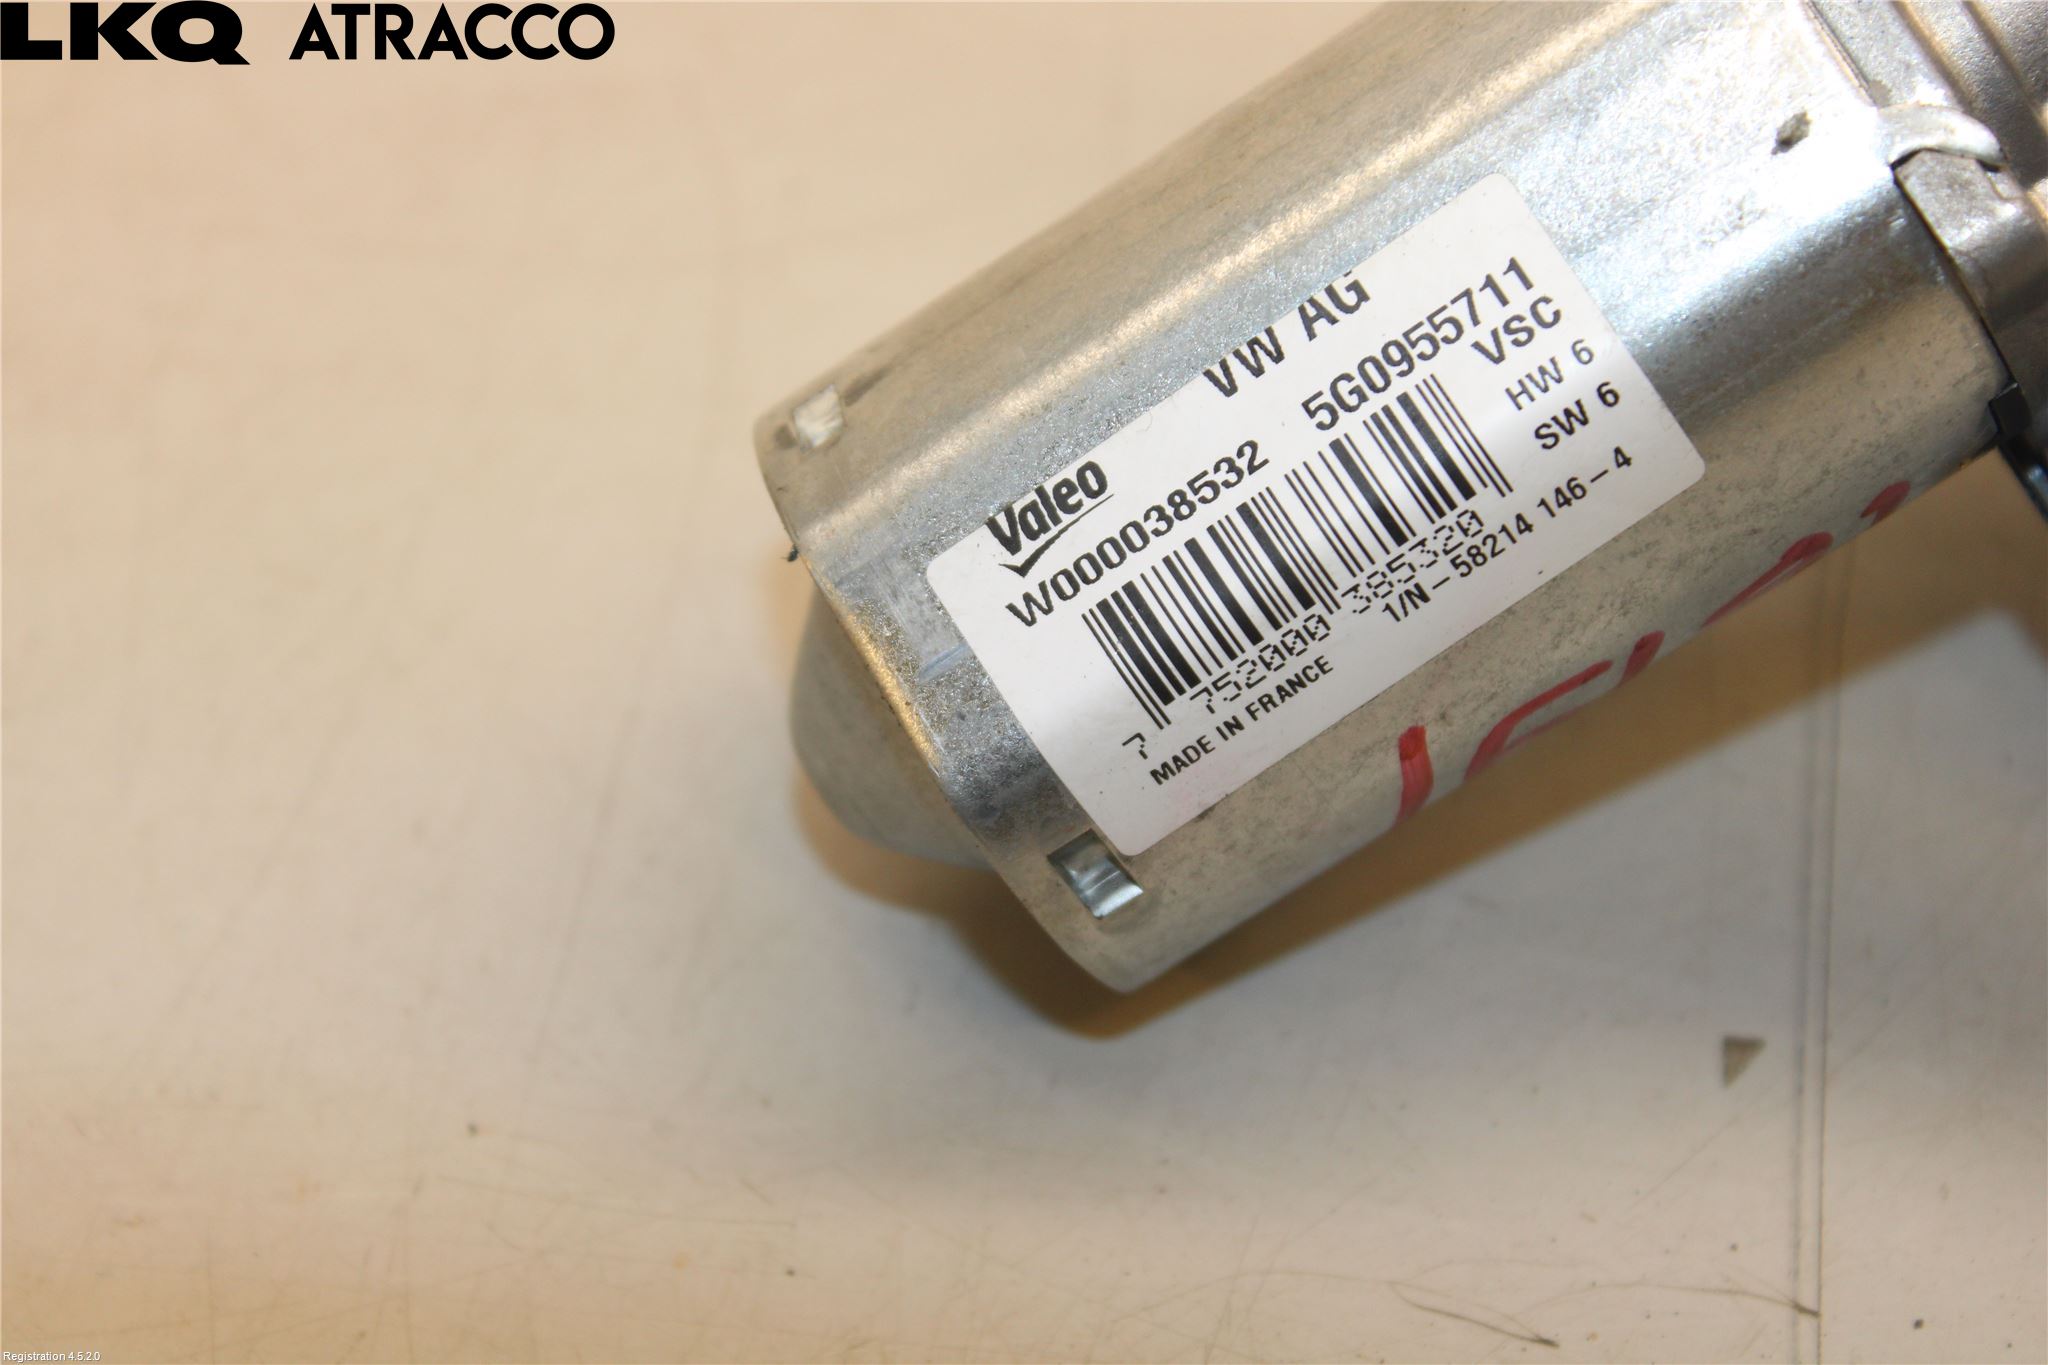 LKQ ATRACCO
VW AG
Valeo
W000038532 5G0955711
VSC
HW 6
SW 6
7 752000 385320
1/N-58214 146-4
MADE IN FRANCE
Registration 4.5.2.0